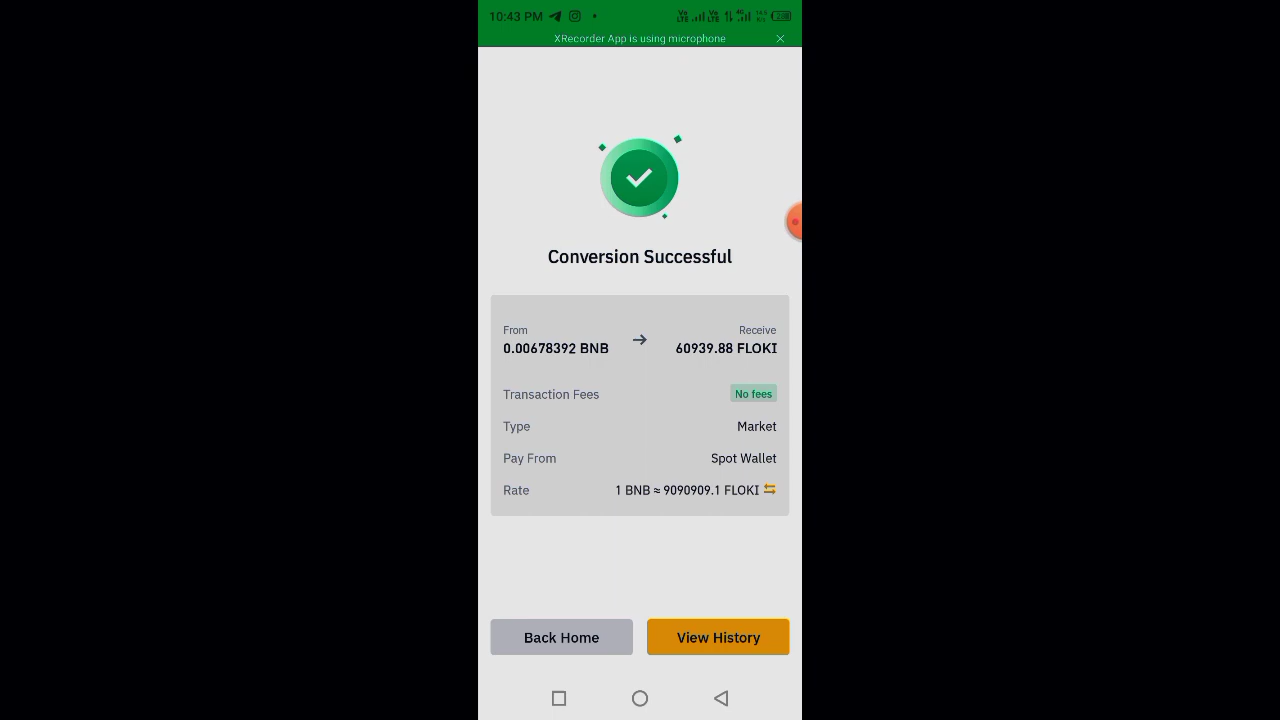 10:43 PM
XRecorder App is using microphone
Conversion Successful
From
Receive
0.00678392 BNB
60939.88 FLOKI
Transaction Fees
No fees
Type
Market
Pay From
Spot Wallet
Rate
1 BNB ≈ 9090909.1 FLOKI
Back Home
View History